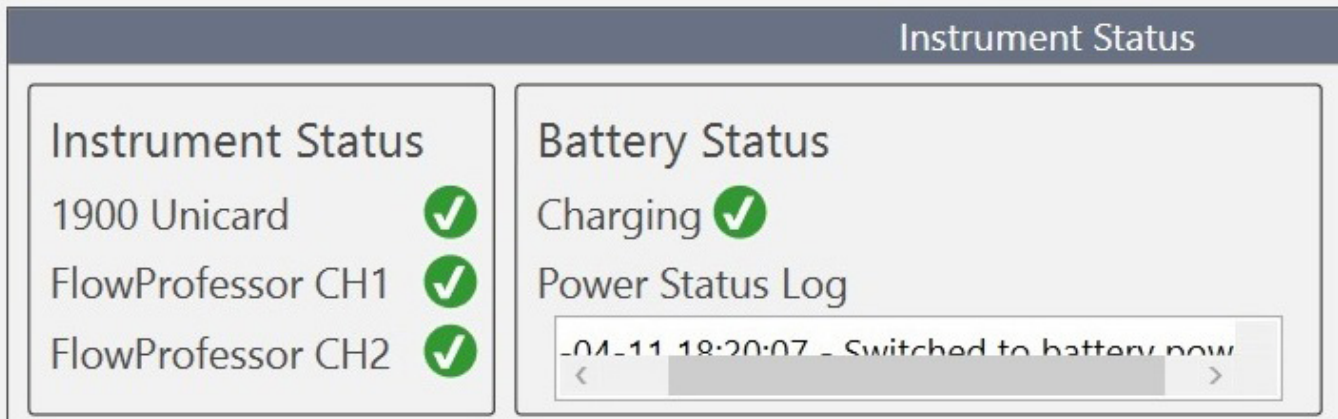 Instrument Status
Instrument Status
1900 Unicard
FlowProfessor CH1
FlowProfessor CH2
Battery Status
Charging
Power Status Log
-04-11 18:20:07 - Switched to battery pow